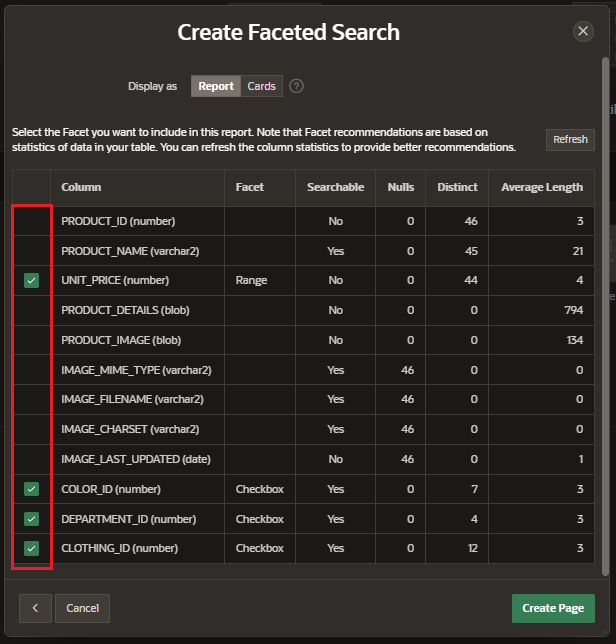 Create Faceted Search
Display as Report Cards
Select the Facet you want to include in this report. Note that Facet recommendations are based on
statistics of data in your table. You can refresh the column statistics to provide better recommendations.
Refresh
Column Facet Searchable Nulls Distinct Average Length
PRODUCT_ID (number) No 0 46 3
PRODUCT_NAME (varchar2) Yes 0 45 21
UNIT_PRICE (number) Range No 0 44 4
PRODUCT_DETAILS (blob) No 0 0 794
PRODUCT_IMAGE (blob) No 0 0 134
IMAGE_MIME_TYPE (varchar2) Yes 46 0 0
IMAGE_FILENAME (varchar2) Yes 46 0 0
IMAGE_CHARSET (varchar2) Yes 46 0 0
IMAGE_LAST_UPDATED (date) No 46 0 1
COLOR_ID (number) Checkbox Yes 0 7 3
DEPARTMENT_ID (number) Checkbox Yes 0 4 3
CLOTHING_ID (number) Checkbox Yes 0 12 3
Cancel Create Page